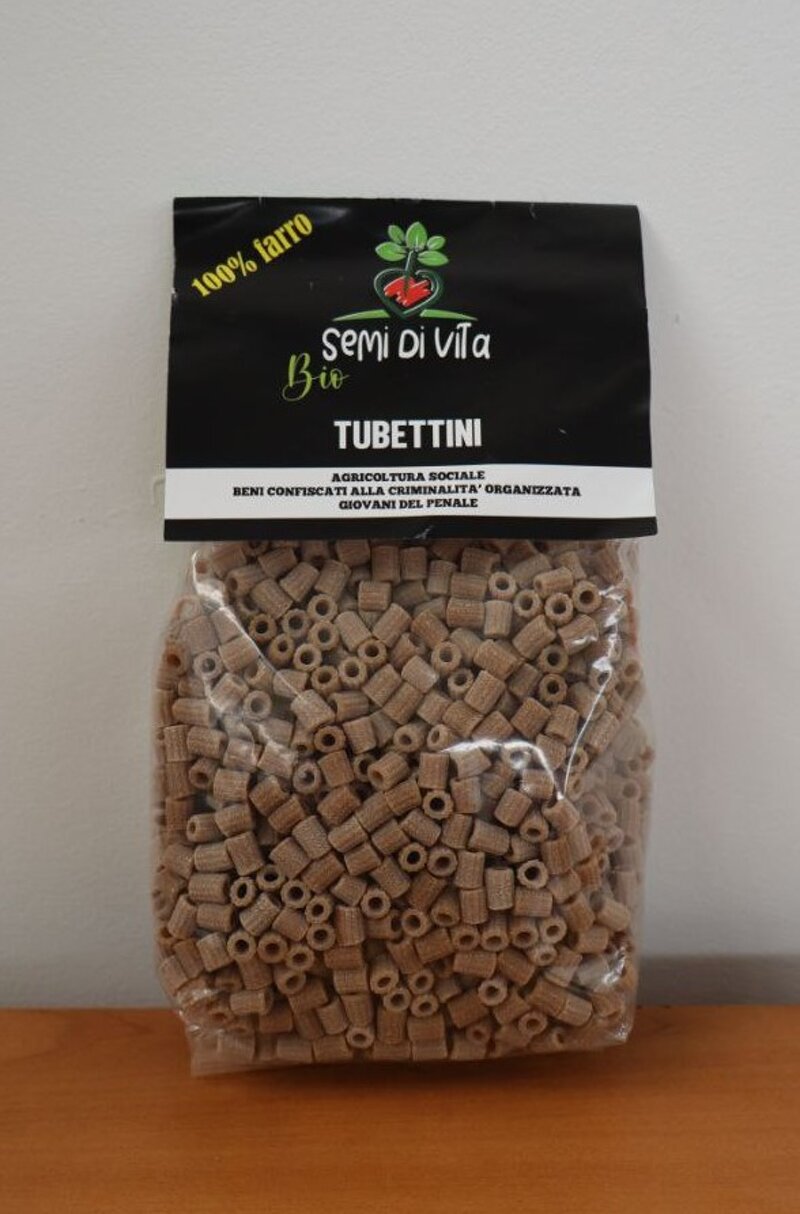 100% farro
SEMI DI VITA
Bio
TUBETTINI
AGRICOLTURA SOCIALE
BENI CONFISCATI ALLA CRIMINALITA' ORGANIZZATA
GIOVANI DEL PENALE